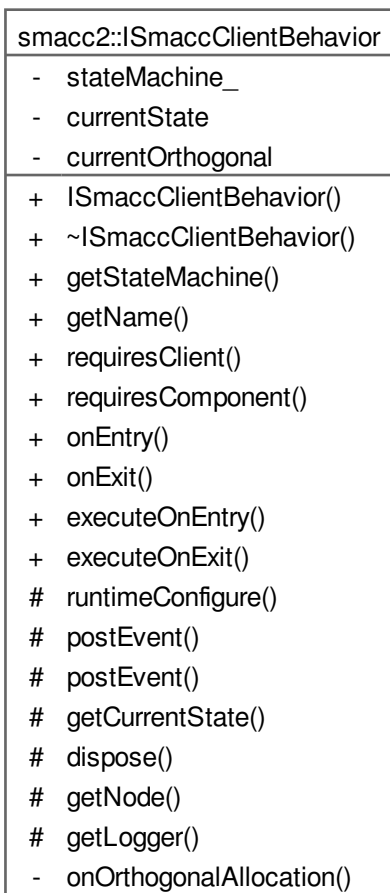 smacc2::ISmaccClientBehavior
- stateMachine_
- currentState
- currentOrthogonal
+ ISmaccClientBehavior()
+ ~ISmaccClientBehavior()
+ getStateMachine()
+ getName()
+ requiresClient()
+ requiresComponent()
+ onEntry()
+ onExit()
+ executeOnEntry()
+ executeOnExit()
# runtimeConfigure()
# postEvent()
# postEvent()
# getCurrentState()
# dispose()
# getNode()
# getLogger()
- onOrthogonalAllocation()